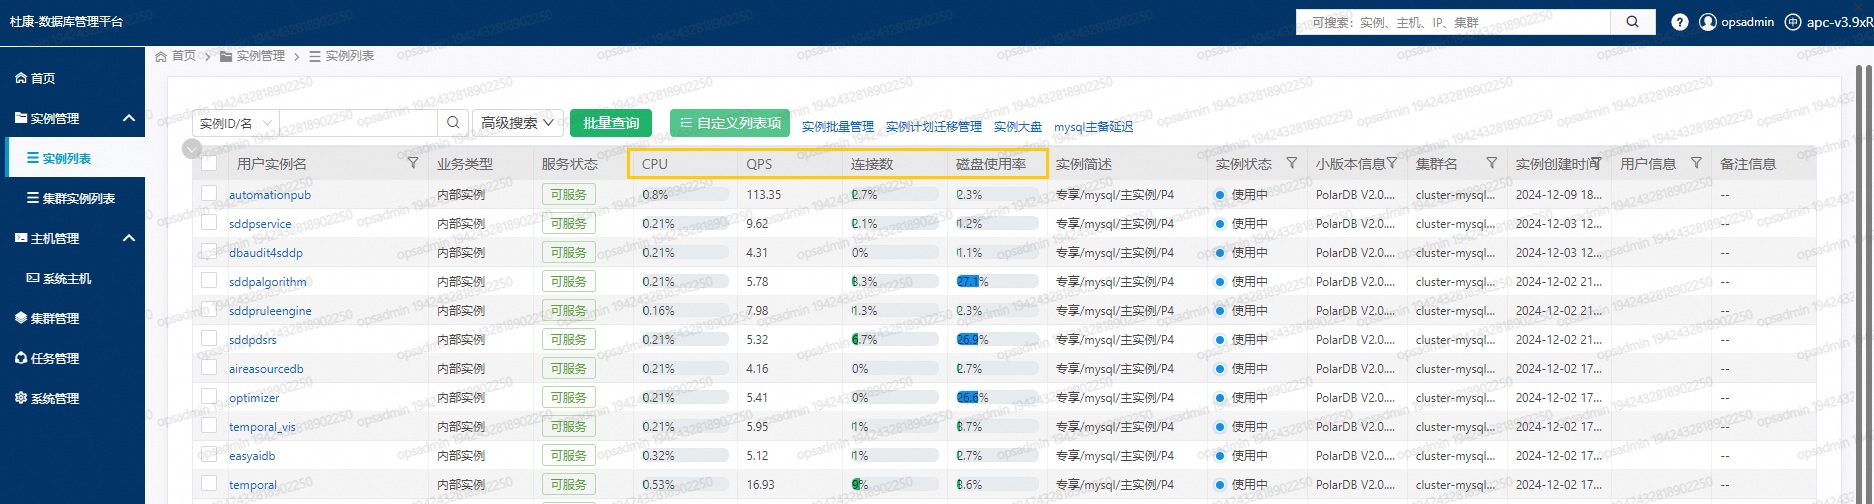 杜康-数据库管理平台 可搜索：实例、主机、IP、集群 opsadmin apc-v3.9xR
首页 实例管理 实例列表
首页
实例管理
实例列表
集群实例列表
主机管理
系统主机
集群管理
任务管理
系统管理
实例ID/名 高级搜索 批量查询 自定义列表项 实例批量管理 实例计划迁移管理 实例大盘 mysql主备延迟
用户实例名 业务类型 服务状态 CPU QPS 连接数 磁盘使用率 实例简述 实例状态 小版本信息 集群名 实例创建时间 用户信息 备注信息
automationpub 内部实例 可服务 0.8% 113.35 2.7% 2.3% 专享/mysql/主实例/P4 使用中 PolarDB V2.0.... cluster-mysql... 2024-12-09 18... --
sddpservice 内部实例 可服务 0.21% 9.62 2.1% 1.2% 专享/mysql/主实例/P4 使用中 PolarDB V2.0.... cluster-mysql... 2024-12-03 12... --
dbaudit4sddp 内部实例 可服务 0.21% 4.31 0% 1.1% 专享/mysql/主实例/P4 使用中 PolarDB V2.0.... cluster-mysql... 2024-12-03 12... --
sddpalgorithm 内部实例 可服务 0.21% 5.78 3.3% 27.1% 专享/mysql/主实例/P4 使用中 PolarDB V2.0.... cluster-mysql... 2024-12-02 21... --
sddpruleengine 内部实例 可服务 0.16% 7.98 1.3% 2.3% 专享/mysql/主实例/P4 使用中 PolarDB V2.0.... cluster-mysql... 2024-12-02 21... --
sddpdsrs 内部实例 可服务 0.21% 5.32 6.7% 26.9% 专享/mysql/主实例/P4 使用中 PolarDB V2.0.... cluster-mysql... 2024-12-02 21... --
aireasourcedb 内部实例 可服务 0.21% 4.16 0% 2.7% 专享/mysql/主实例/P4 使用中 PolarDB V2.0.... cluster-mysql... 2024-12-02 17... --
optimizer 内部实例 可服务 0.21% 5.41 0% 26.6% 专享/mysql/主实例/P4 使用中 PolarDB V2.0.... cluster-mysql... 2024-12-02 17... --
temporal_vis 内部实例 可服务 0.21% 5.95 1% 3.7% 专享/mysql/主实例/P4 使用中 PolarDB V2.0.... cluster-mysql... 2024-12-02 17... --
easyaidb 内部实例 可服务 0.32% 5.12 1% 2.7% 专享/mysql/主实例/P4 使用中 PolarDB V2.0.... cluster-mysql... 2024-12-02 17... --
temporal 内部实例 可服务 0.53% 16.93 9% 3.6% 专享/mysql/主实例/P4 使用中 PolarDB V2.0.... cluster-mysql... 2024-12-02 17... --
opsadmin 1942432818902250